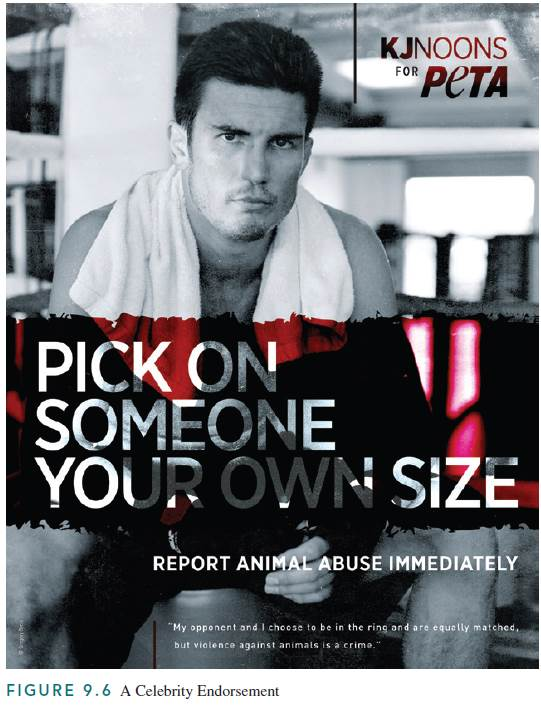 KJNOONS
FOR PeTA
PICK ON
SOMEONE
YOUR OWN SIZE
REPORT ANIMAL ABUSE IMMEDIATELY
"My opponent and I choose to be in the ring and are equally matched,
but violence against animals is a crime."
FIGURE 9.6 A Celebrity Endorsement